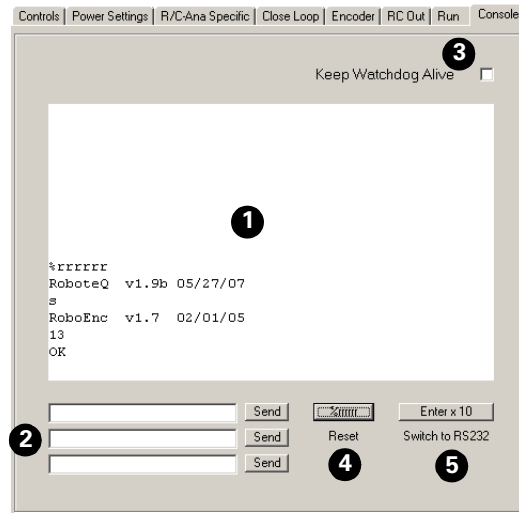 Controls Power Settings R/C-Ana Specific Close Loop Encoder RC Out Run Console
3
Keep Watchdog Alive
1
%rrrrrr
RoboteQ v1.9b 05/27/07
s
RoboEnc v1.7 02/01/05
13
OK
Send %rrrrrr Enter x 10
2 Send Reset Switch to RS232
Send 4 5